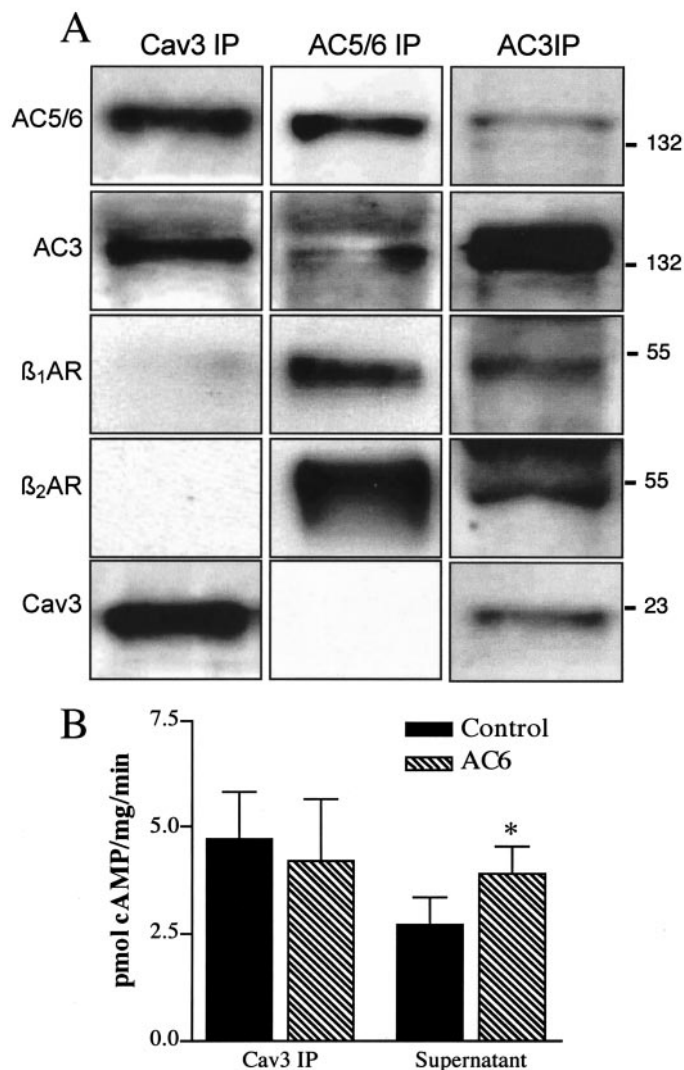 A
Cav3 IP AC5/6 IP AC3IP
AC5/6
132
AC3
132
ß₁AR
55
ß₂AR
55
Cav3
23
B
7.5
5.0
2.5
0.0
pmol cAMP/mg/min
Control
AC6
*
Cav3 IP Supernatant